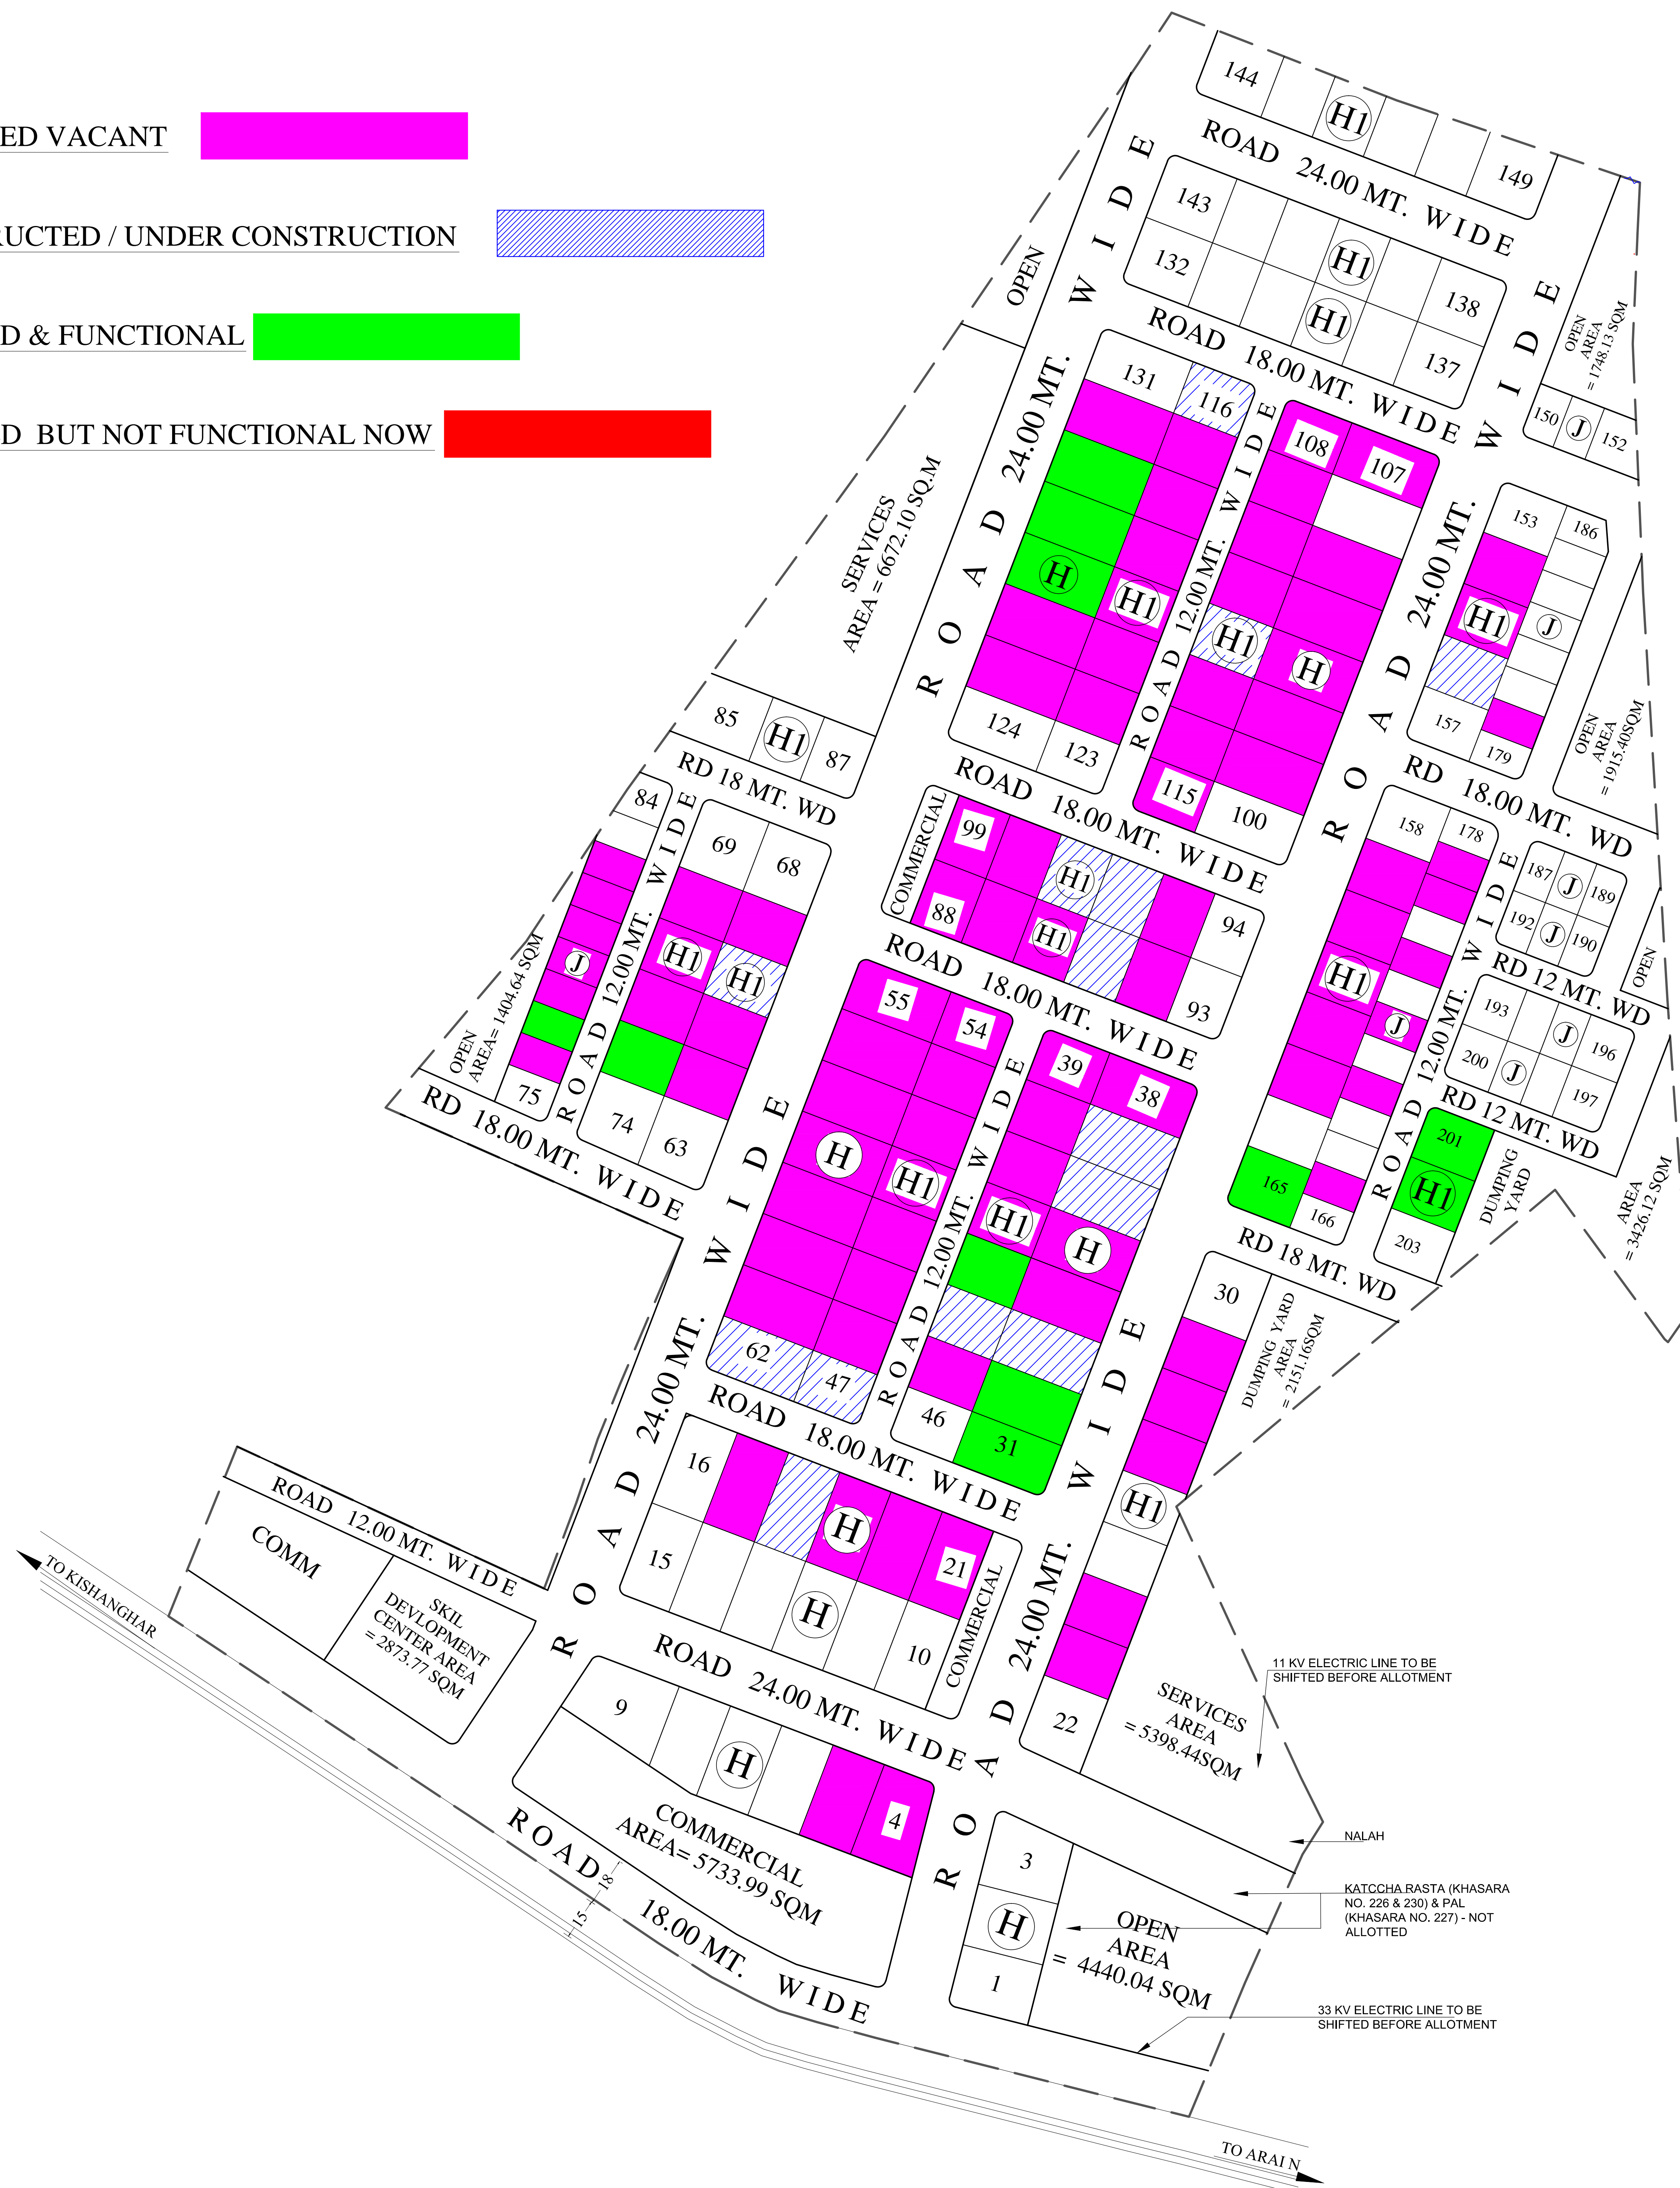 ED VACANT
RUCTED / UNDER CONSTRUCTION
D & FUNCTIONAL
D BUT NOT FUNCTIONAL NOW
144
H1
149
ROAD 24.00 MT. WIDE
143
H1
138
132
H1
137
ROAD 18.00 MT. WIDE
OPEN
OPEN
AREA
= 1748.13 SQM
150
J
152
SERVICES
AREA = 6672.10 SQ.M
ROAD 24.00 MT. WIDE
131
116
H
H1
124
123
ROAD 12.00 MT. WIDE
108
107
H1
H
115
100
ROAD 24.00 MT. WIDE
153
186
H1
J
157
179
OPEN
AREA
= 1915.40SQM
RD 18.00 MT. WD
85
H1
87
RD 18 MT. WD
84
J
75
OPEN
AREA= 1404.64 SQM
ROAD 12.00 MT. WIDE
69
68
H1
H1
74
63
RD 18.00 MT. WIDE
ROAD 18.00 MT. WIDE
COMMERCIAL
99
H1
94
88
H1
93
ROAD 18.00 MT. WIDE
158
178
H1
J
165
166
ROAD 12.00 MT. WIDE
187
J
189
192
J
190
OPEN
RD 12 MT. WD
193
J
196
200
J
197
RD 12 MT. WD
201
H1
203
DUMPING
YARD
AREA
= 3426.12 SQM
RD 18 MT. WD
55
54
H
H1
62
47
ROAD 12.00 MT. WIDE
39
38
H1
H
46
31
ROAD 24.00 MT. WIDE
ROAD 18.00 MT. WIDE
30
H1
22
DUMPING YARD
AREA
= 2151.16SQM
16
H
21
15
H
10
COMMERCIAL
ROAD 24.00 MT. WIDE
ROAD 24.00 MT. WIDE
ROAD 12.00 MT. WIDE
COMM
SKIL
DEVLOPMENT
CENTER AREA
= 2873.77 SQM
TO KISHANGHAR
9
H
4
COMMERCIAL
AREA= 5733.99 SQM
ROAD 18.00 MT. WIDE
15
18
SERVICES
AREA
= 5398.44SQM
11 KV ELECTRIC LINE TO BE
SHIFTED BEFORE ALLOTMENT
NALAH
KATCCHA RASTA (KHASARA
NO. 226 & 230) & PAL
(KHASARA NO. 227) - NOT
ALLOTTED
3
H
1
OPEN
AREA
= 4440.04 SQM
33 KV ELECTRIC LINE TO BE
SHIFTED BEFORE ALLOTMENT
TO ARAI N